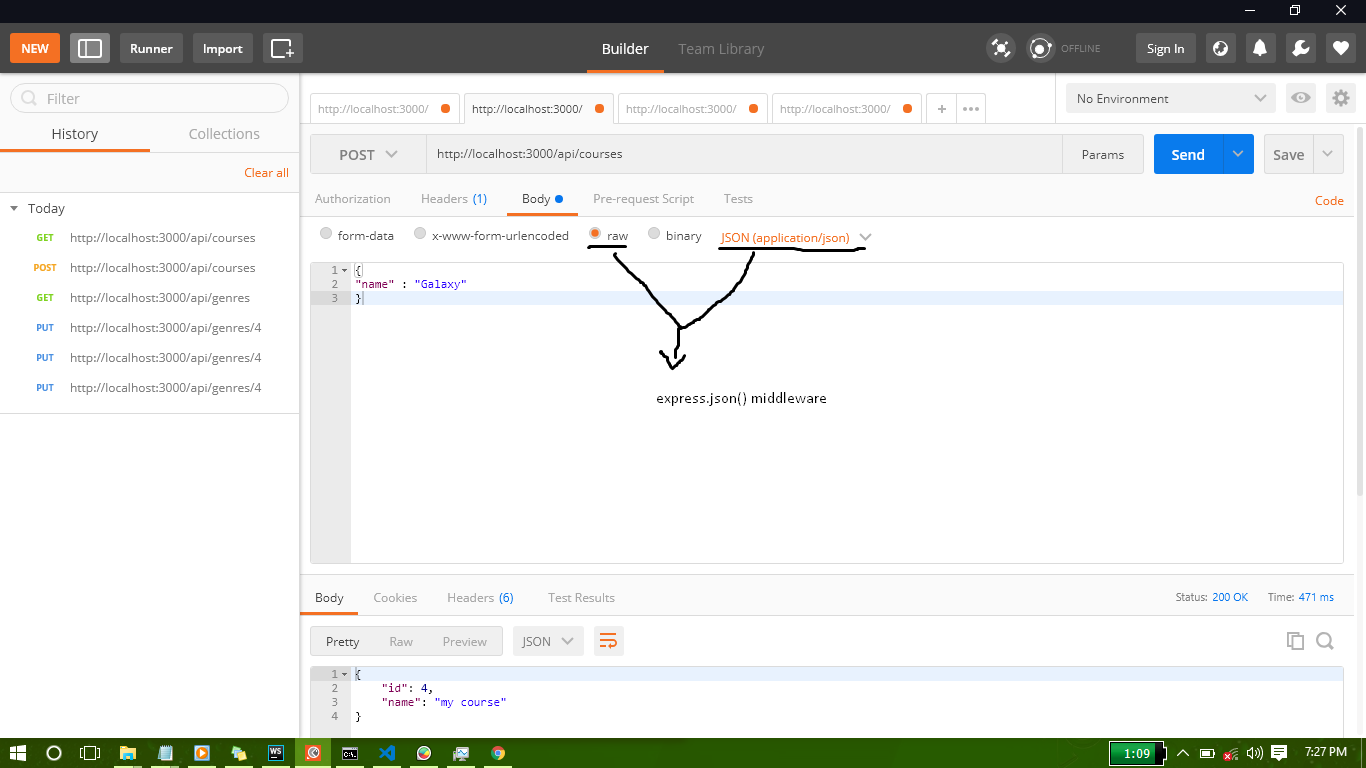 NEW Runner Import Builder Team Library OFFLINE Sign In
Filter
History Collections
Clear all
Today
GET http://localhost:3000/api/courses
POST http://localhost:3000/api/courses
GET http://localhost:3000/api/genres
PUT http://localhost:3000/api/genres/4
PUT http://localhost:3000/api/genres/4
PUT http://localhost:3000/api/genres/4
http://localhost:3000/ http://localhost:3000/ http://localhost:3000/ http://localhost:3000/ + ••• No Environment
POST http://localhost:3000/api/courses Params Send Save
Authorization Headers (1) Body Pre-request Script Tests Code
form-data x-www-form-urlencoded raw binary JSON (application/json)
1 {
2 "name" : "Galaxy"
3 }
express.json() middleware
Body Cookies Headers (6) Test Results Status: 200 OK Time: 471 ms
Pretty Raw Preview JSON
1 {
2 "id": 4,
3 "name": "my course"
4 }
WS C:\ 1:09 7:27 PM